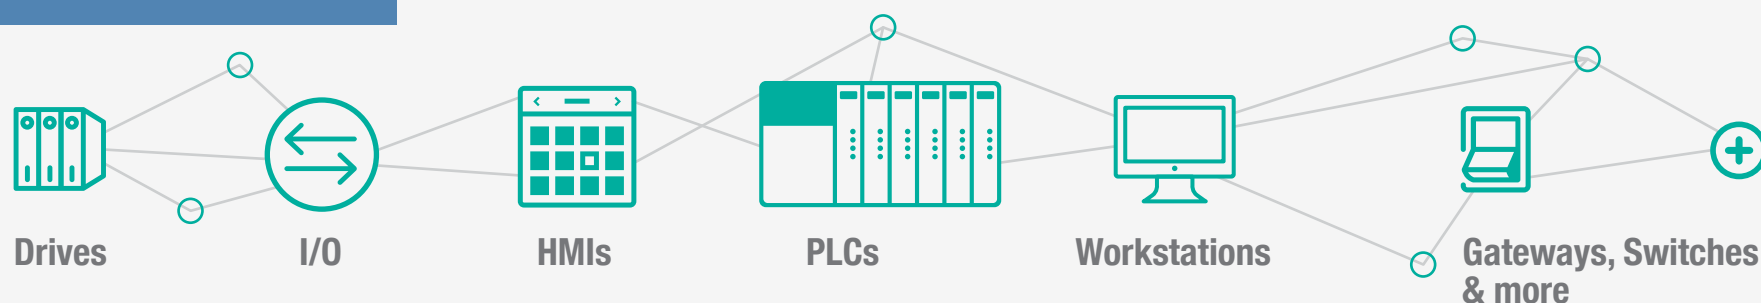 Drives
I/O
HMIs
PLCs
Workstations
Gateways, Switches
& more